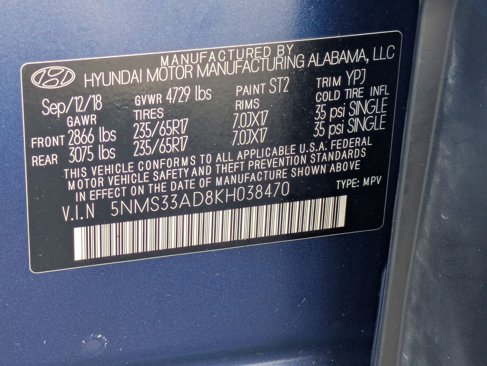 MANUFACTURED BY
HYUNDAI MOTOR MANUFACTURING ALABAMA, LLC
Sep/12/18 GVWR 4729 lbs PAINT ST2 TRIM YPJ
GAWR TIRES RIMS COLD TIRE INFL
FRONT 2866 lbs 235/65R17 7.0JX17 35 psi SINGLE
REAR 3075 lbs 235/65R17 7.0JX17 35 psi SINGLE
THIS VEHICLE CONFORMS TO ALL APPLICABLE U.S.A. FEDERAL
MOTOR VEHICLE SAFETY AND THEFT PREVENTION STANDARDS
IN EFFECT ON THE DATE OF MANUFACTURE SHOWN ABOVE
V.I.N 5NMS33AD8KH038470 TYPE: MPV